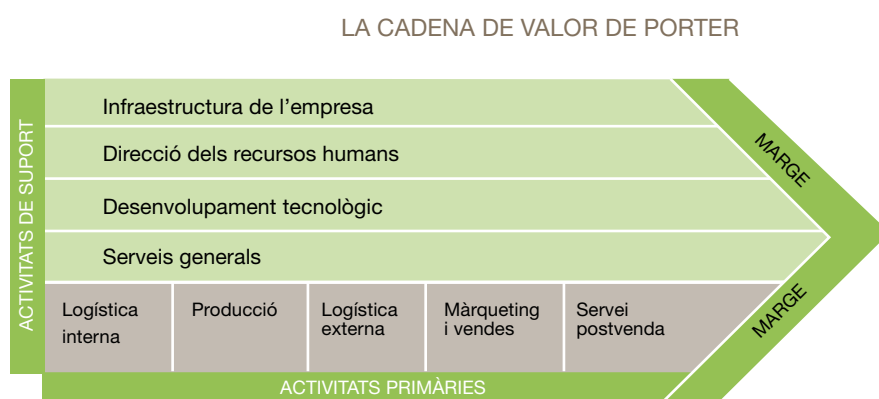 LA CADENA DE VALOR DE PORTER
ACTIVITATS DE SUPORT
Infraestructura de l’empresa
Direcció dels recursos humans
Desenvolupament tecnològic
Serveis generals
MARGE
Logística
interna
Producció
Logística
externa
Màrqueting
i vendes
Servei
postvenda
MARGE
ACTIVITATS PRIMÀRIES